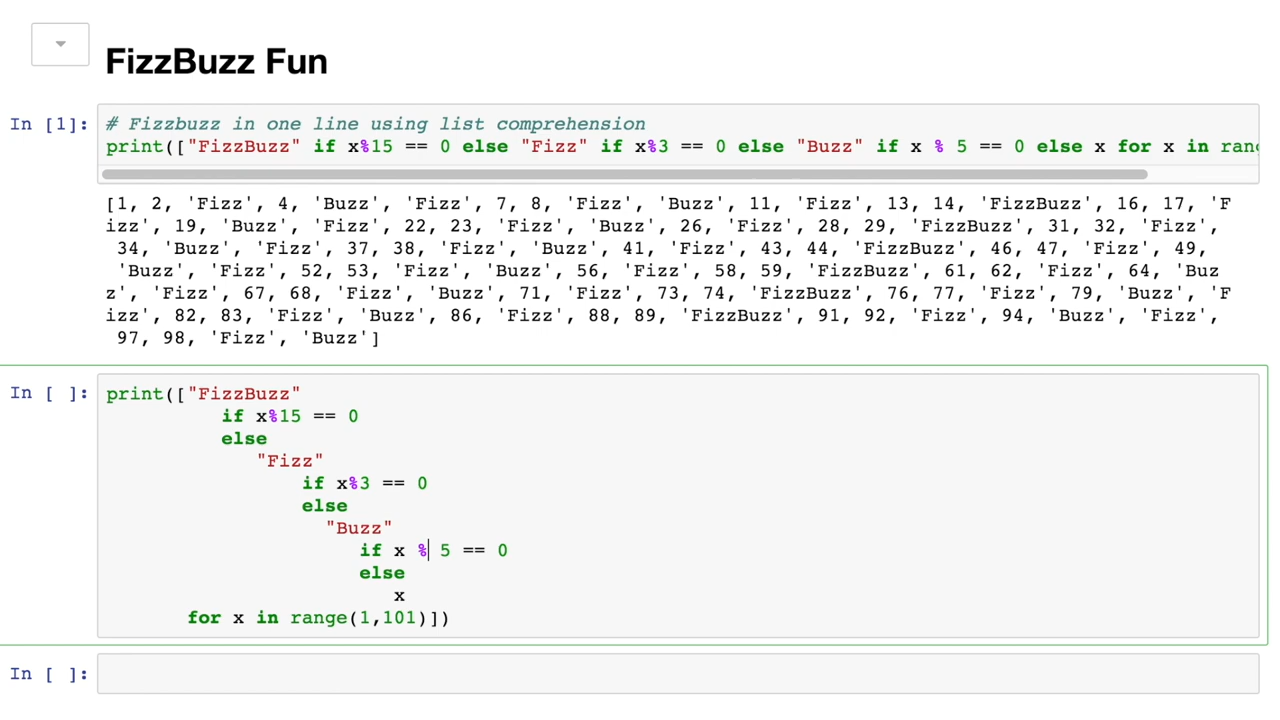 FizzBuzz Fun
In [1]:
# Fizzbuzz in one line using list comprehension
print(["FizzBuzz" if x%15 == 0 else "Fizz" if x%3 == 0 else "Buzz" if x % 5 == 0 else x for x in rang
[1, 2, 'Fizz', 4, 'Buzz', 'Fizz', 7, 8, 'Fizz', 'Buzz', 11, 'Fizz', 13, 14, 'FizzBuzz', 16, 17, 'F
izz', 19, 'Buzz', 'Fizz', 22, 23, 'Fizz', 'Buzz', 26, 'Fizz', 28, 29, 'FizzBuzz', 31, 32, 'Fizz',
34, 'Buzz', 'Fizz', 37, 38, 'Fizz', 'Buzz', 41, 'Fizz', 43, 44, 'FizzBuzz', 46, 47, 'Fizz', 49,
'Buzz', 'Fizz', 52, 53, 'Fizz', 'Buzz', 56, 'Fizz', 58, 59, 'FizzBuzz', 61, 62, 'Fizz', 64, 'Buz
z', 'Fizz', 67, 68, 'Fizz', 'Buzz', 71, 'Fizz', 73, 74, 'FizzBuzz', 76, 77, 'Fizz', 79, 'Buzz', 'F
izz', 82, 83, 'Fizz', 'Buzz', 86, 'Fizz', 88, 89, 'FizzBuzz', 91, 92, 'Fizz', 94, 'Buzz', 'Fizz',
97, 98, 'Fizz', 'Buzz']
In [ ]:
print(["FizzBuzz"
if x%15 == 0
else
"Fizz"
if x%3 == 0
else
"Buzz"
if x % 5 == 0
else
x
for x in range(1,101)])
In [ ]: